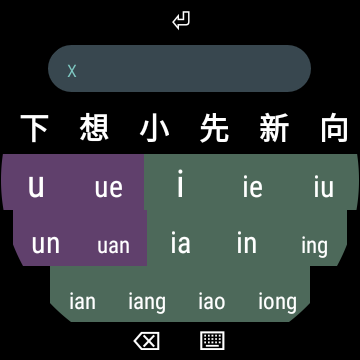 x
下 想 小 先 新 向
u ue i ie iu
un uan ia in ing
ian iang iao iong